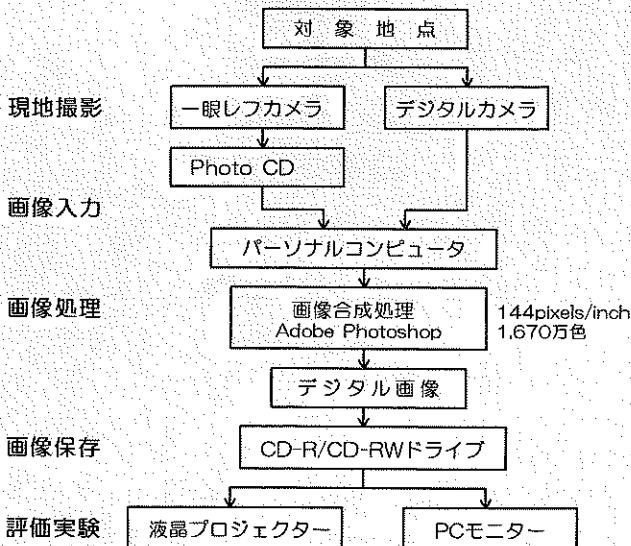 対象地点
現地撮影
一眼レフカメラ
デジタルカメラ
Photo CD
画像入力
パーソナルコンピュータ
画像処理
画像合成処理
Adobe Photoshop
144pixels/inch
1,670万色
デジタル画像
画像保存
CD-R/CD-RWドライブ
評価実験
液晶プロジェクター
PCモニター